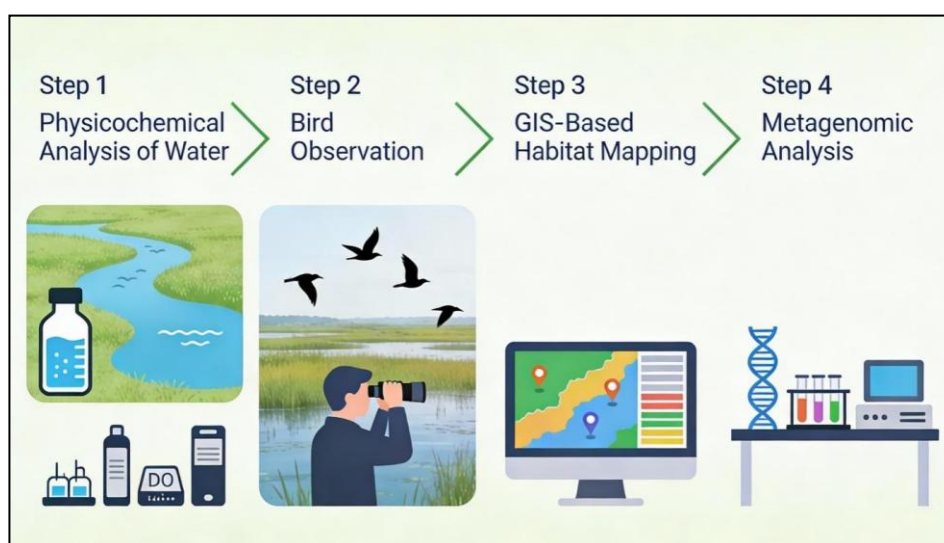 Step 1
Physicochemical
Analysis of Water
Step 2
Bird
Observation
Step 3
GIS-Based
Habitat Mapping
Step 4
Metagenomic
Analysis
DO